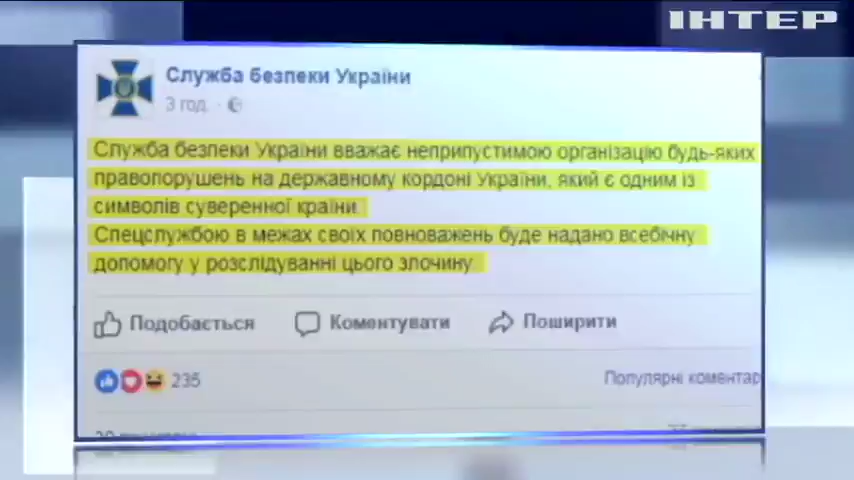 ІНТЕР
Служба безпеки України
3 год. ·
Служба безпеки України вважає неприпустимою організацію будь-яких
правопорушень на державному кордоні України, який є одним із
символів суверенної країни.
Спецслужбою в межах своїх повноважень буде надано всебічну
допомогу у розслідуванні цього злочину.
Подобається Коментувати Поширити
235
Популярні коментар